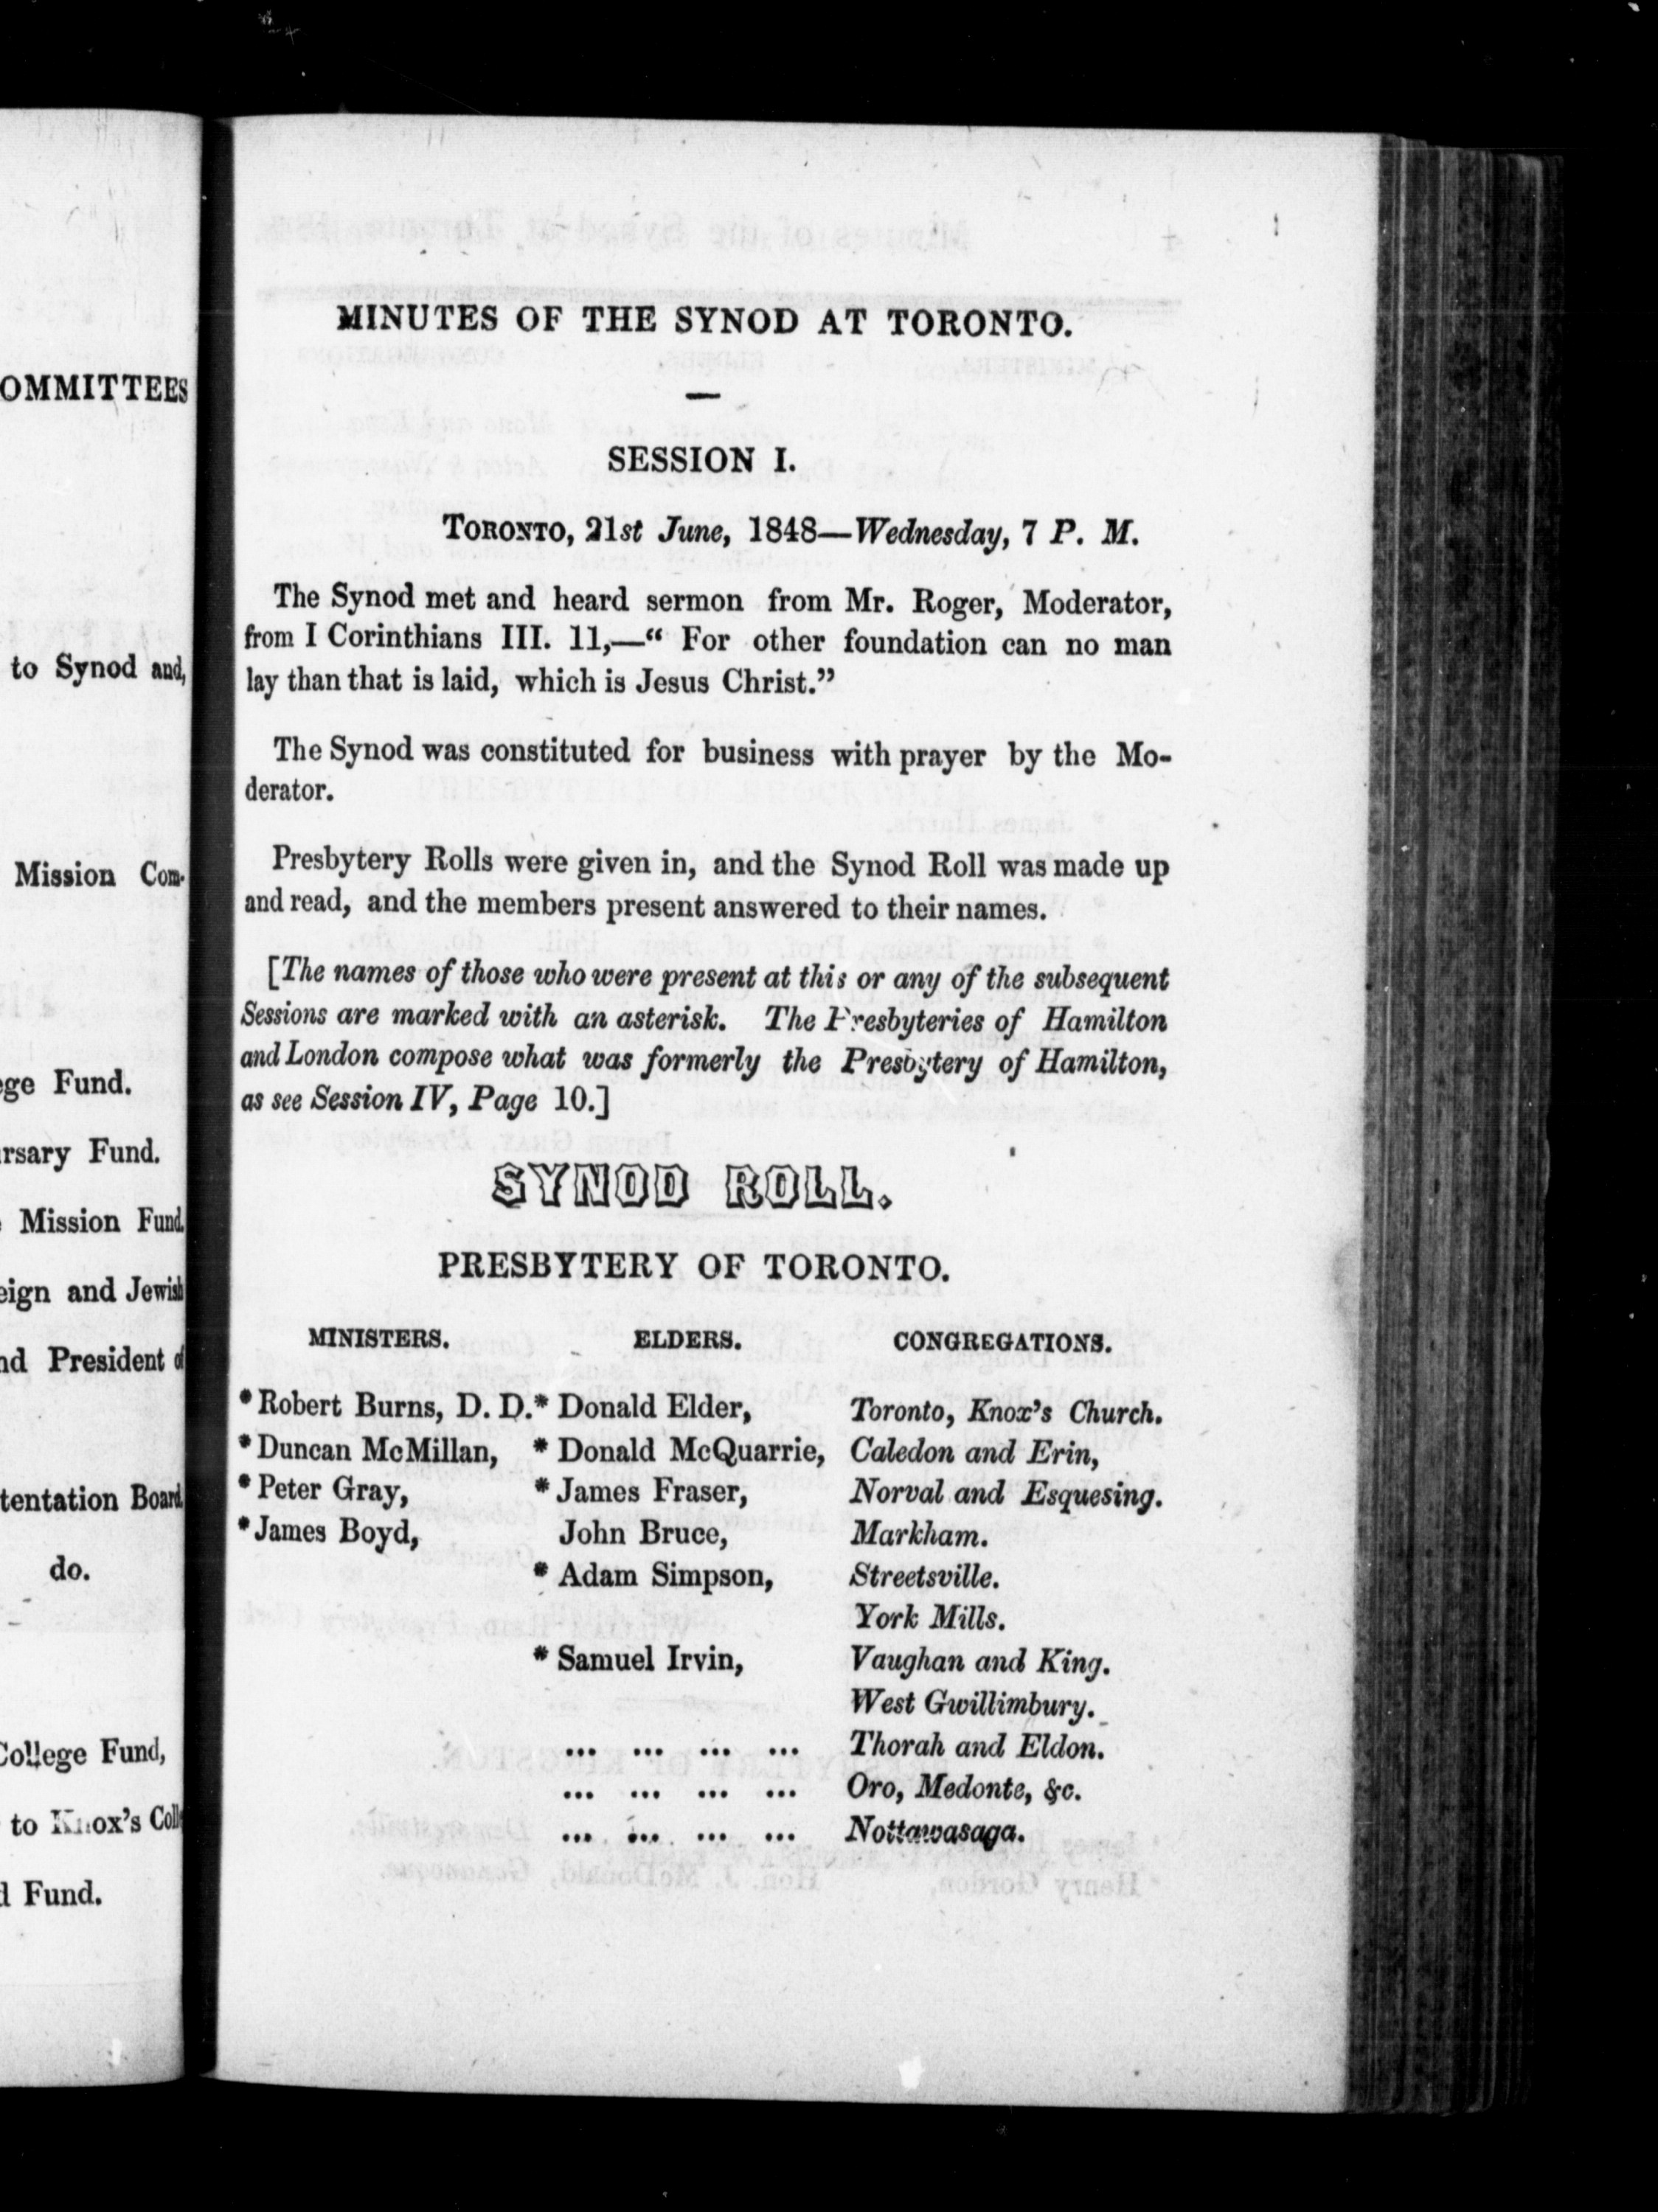 OMMITTEES
to Synod and,
Mission Com-
ge Fund.
rsary Fund.
Mission Fund.
eign and Jewish
nd President of
tentation Board.
do.
College Fund,
to Knox's Coll
d Fund.
MINUTES OF THE SYNOD AT TORONTO.
SESSION I.
TORONTO, 21st June, 1848—Wednesday, 7 P. M.
The Synod met and heard sermon from Mr. Roger, Moderator,
from I Corinthians III. 11,—“ For other foundation can no man
lay than that is laid, which is Jesus Christ.”
The Synod was constituted for business with prayer by the Mo-
derator.
Presbytery Rolls were given in, and the Synod Roll was made up
and read, and the members present answered to their names.
[The names of those who were present at this or any of the subsequent
Sessions are marked with an asterisk. The Presbyteries of Hamilton
and London compose what was formerly the Presbytery of Hamilton,
as see Session IV, Page 10.]
SYNOD ROLL.
PRESBYTERY OF TORONTO.
MINISTERS. ELDERS. CONGREGATIONS.
* Robert Burns, D. D. * Donald Elder, Toronto, Knox's Church.
* Duncan McMillan, * Donald McQuarrie, Caledon and Erin,
* Peter Gray, * James Fraser, Norval and Esquesing.
* James Boyd, John Bruce, Markham.
* Adam Simpson, Streetsville.
York Mills.
* Samuel Irvin, Vaughan and King.
West Gwillimbury.
... ... ... ... Thorah and Eldon.
... ... ... ... Oro, Medonte, &c.
... ... ... ... Nottawasaga.